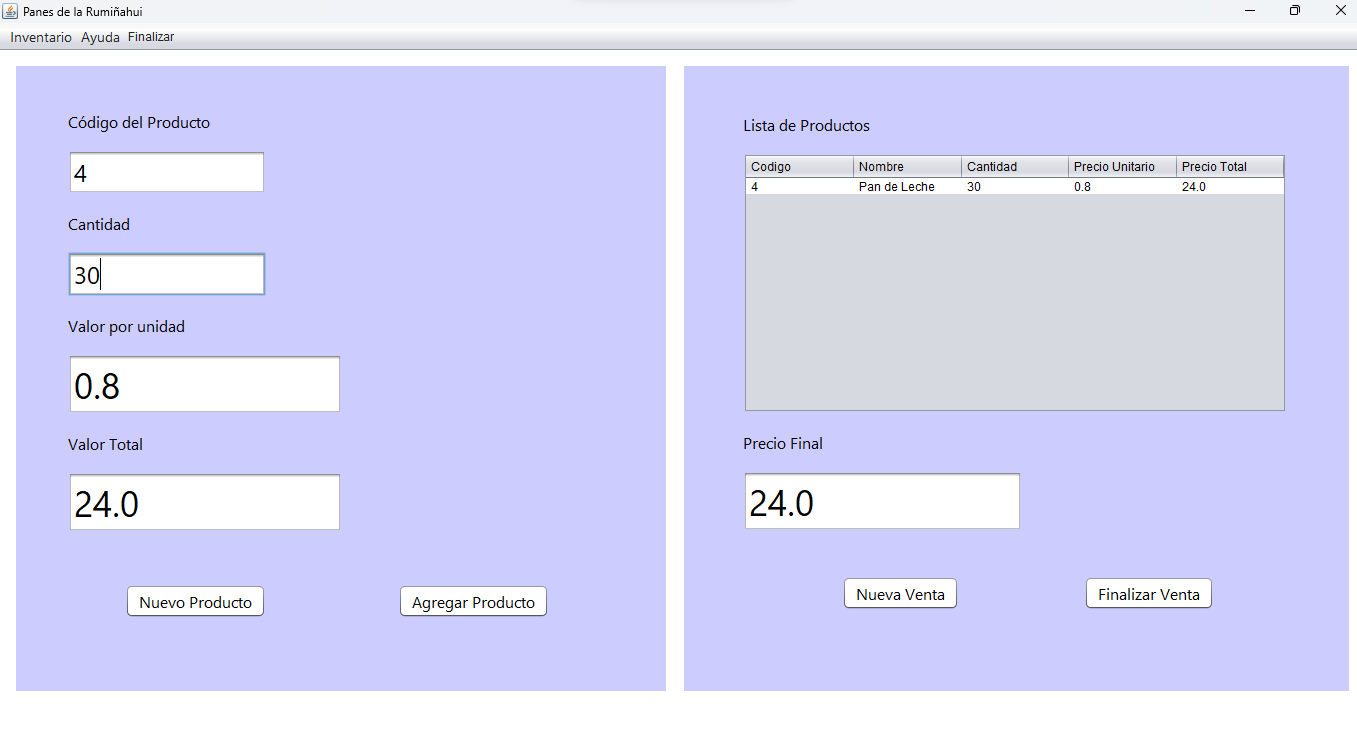 Panes de la Rumiñahui
Inventario Ayuda Finalizar
Código del Producto
4
Cantidad
30
Valor por unidad
0.8
Valor Total
24.0
Nuevo Producto Agregar Producto
Lista de Productos
Codigo Nombre Cantidad Precio Unitario Precio Total
4 Pan de Leche 30 0.8 24.0
Precio Final
24.0
Nueva Venta Finalizar Venta